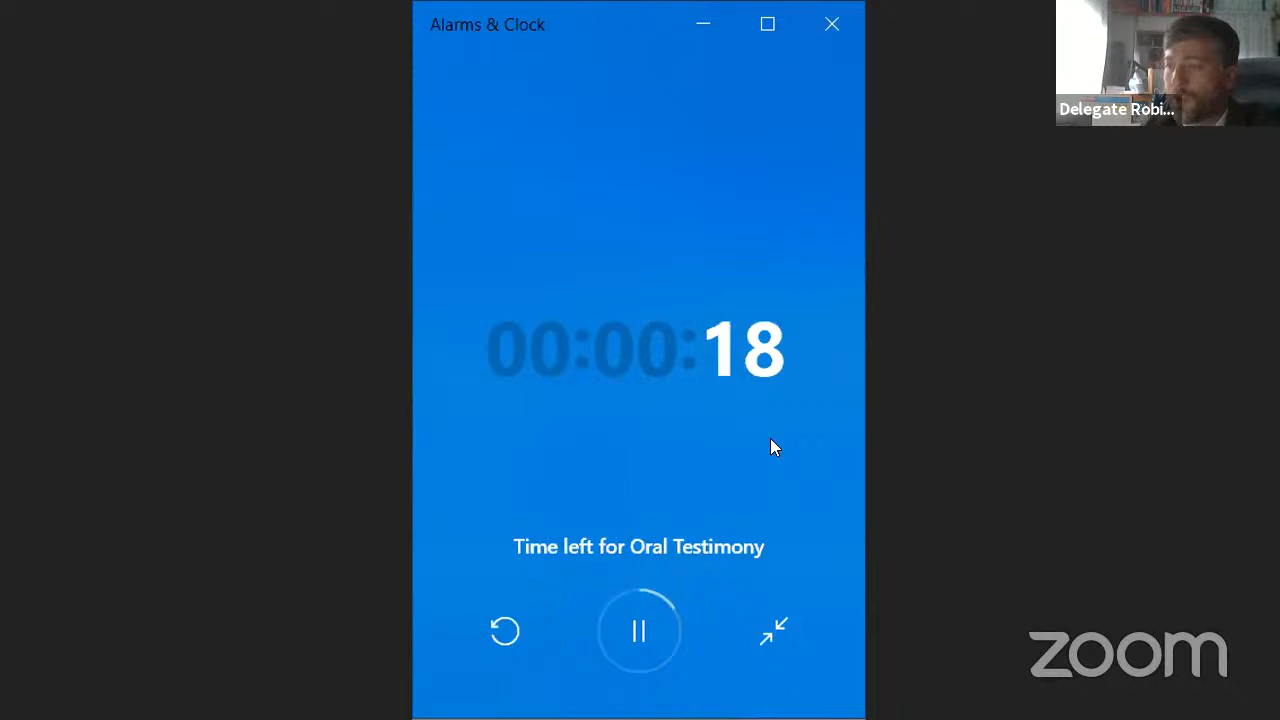 Alarms & Clock
Delegate Robi...
00:00:18
Time left for Oral Testimony
zoom